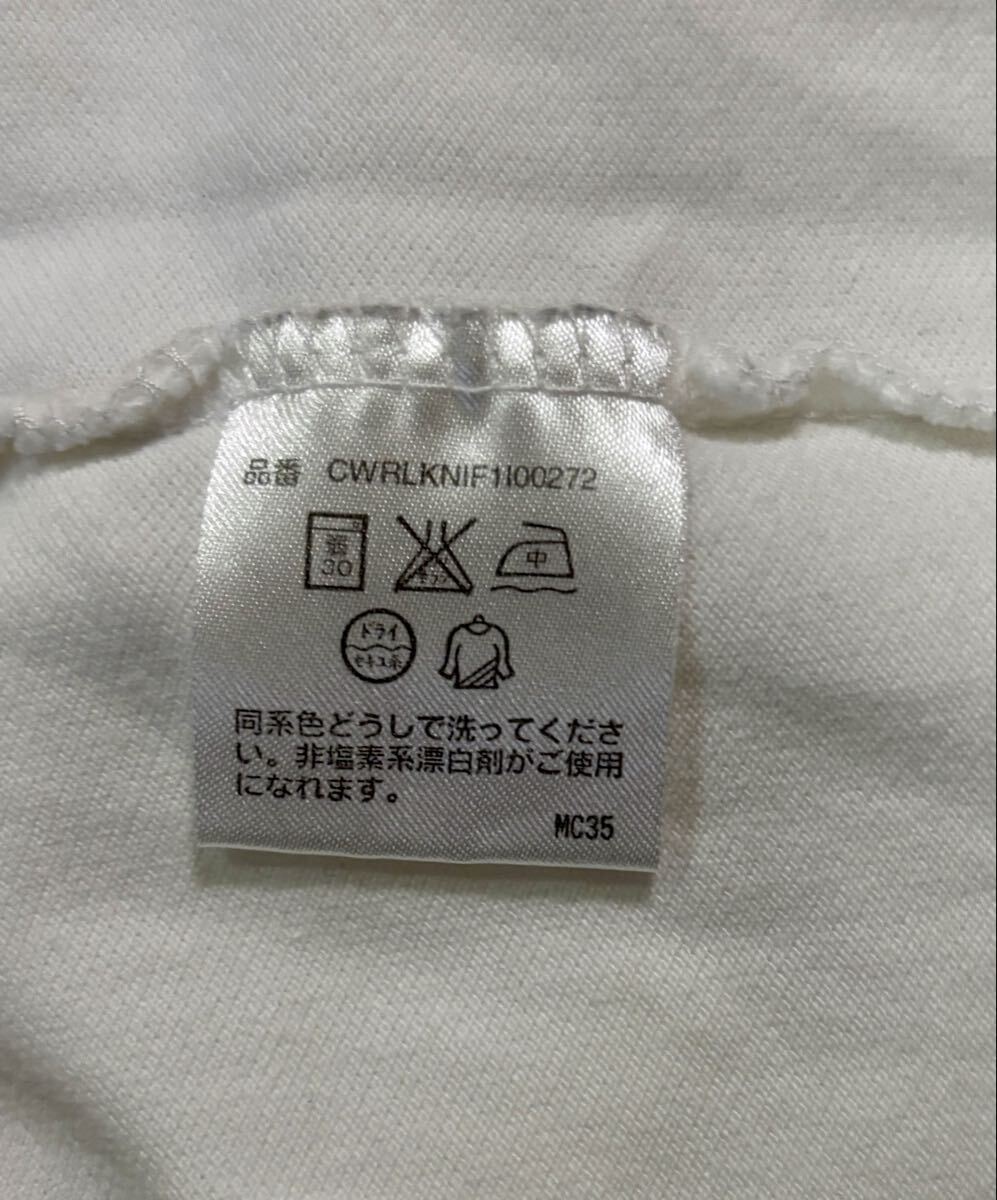 品番 CWRLKNIF1I00272
弱 中
30
ドライ
セキユ系
同系色どうしで洗ってくださ
い。非塩素系漂白剤がご使用
になれます。
MC35